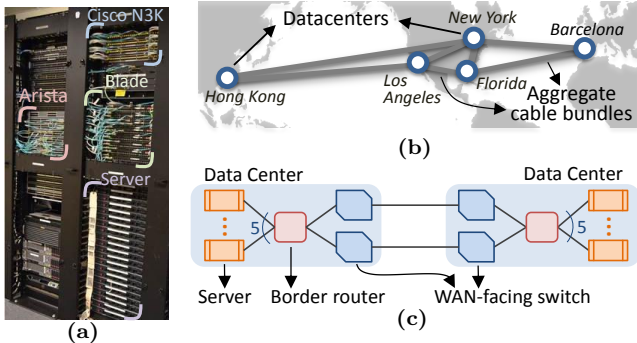 Cisco N3K
Blade
Arista
Server
(a)
Datacenters
New York
Barcelona
Hong Kong
Los
Angeles
Florida
Aggregate
cable bundles
(b)
Data Center
Data Center
5
5
Server
Border router
WAN-facing switch
(c)